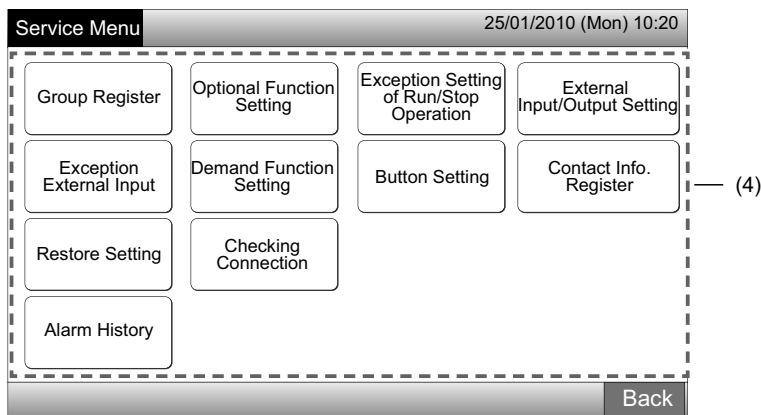 Service Menu
25/01/2010 (Mon) 10:20
Group Register
Optional Function
Setting
Exception Setting
of Run/Stop
Operation
External
Input/Output Setting
Exception
External Input
Demand Function
Setting
Button Setting
Contact Info.
Register
(4)
Restore Setting
Checking
Connection
Alarm History
Back